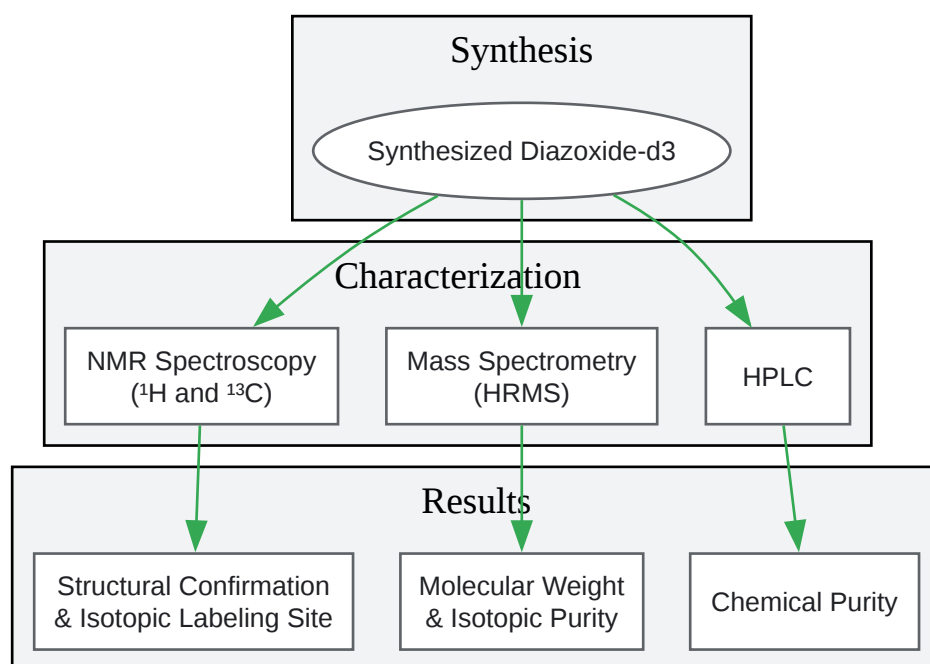 Synthesis
Synthesized Diazoxide-d3
Characterization
NMR Spectroscopy
(¹H and ¹³C)
Mass Spectrometry
(HRMS)
HPLC
Results
Structural Confirmation
& Isotopic Labeling Site
Molecular Weight
& Isotopic Purity
Chemical Purity